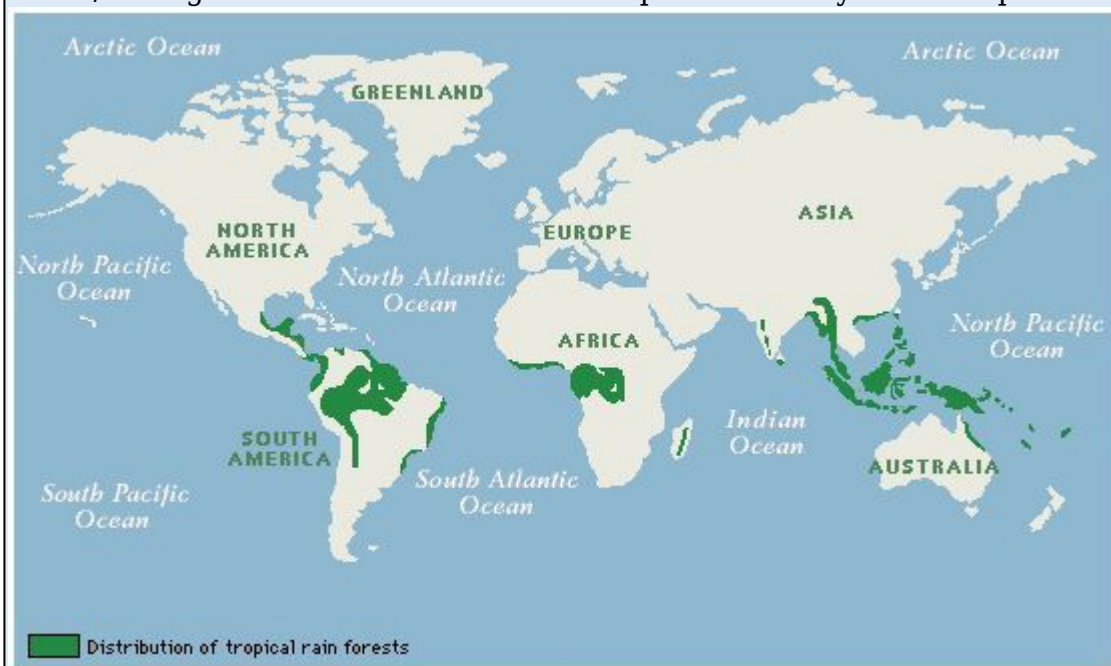 Arctic Ocean
Arctic Ocean
GREENLAND
ASIA
NORTH
AMERICA
EUROPE
North Pacific
Ocean
North Atlantic
Ocean
North Pacific
Ocean
AFRICA
Indian
Ocean
SOUTH
AMERICA
AUSTRALIA
South Atlantic
Ocean
South Pacific
Ocean
Distribution of tropical rain forests